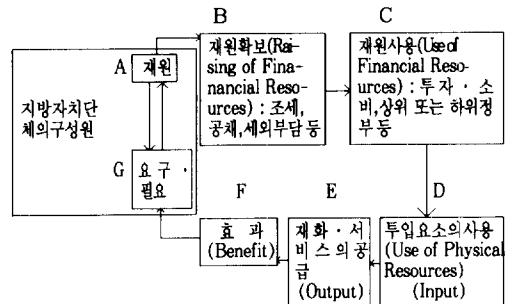 B
C
A
재원
재원확보(Rai-
sing of Fina-
nancial Reso-
urces) : 조세,
공채,세외부담등
재원사용(Use of
Financial Reso-
urces) : 투자 · 소
비,상위 또는 하위정
부등
지방자치단
체의구성원
G
요구 ·
필요
F
E
D
효 과
(Benefit)
재화 · 서
비스의공
급
(Output)
투입요소의사용
(Use of Physical
Resources)
(Input)